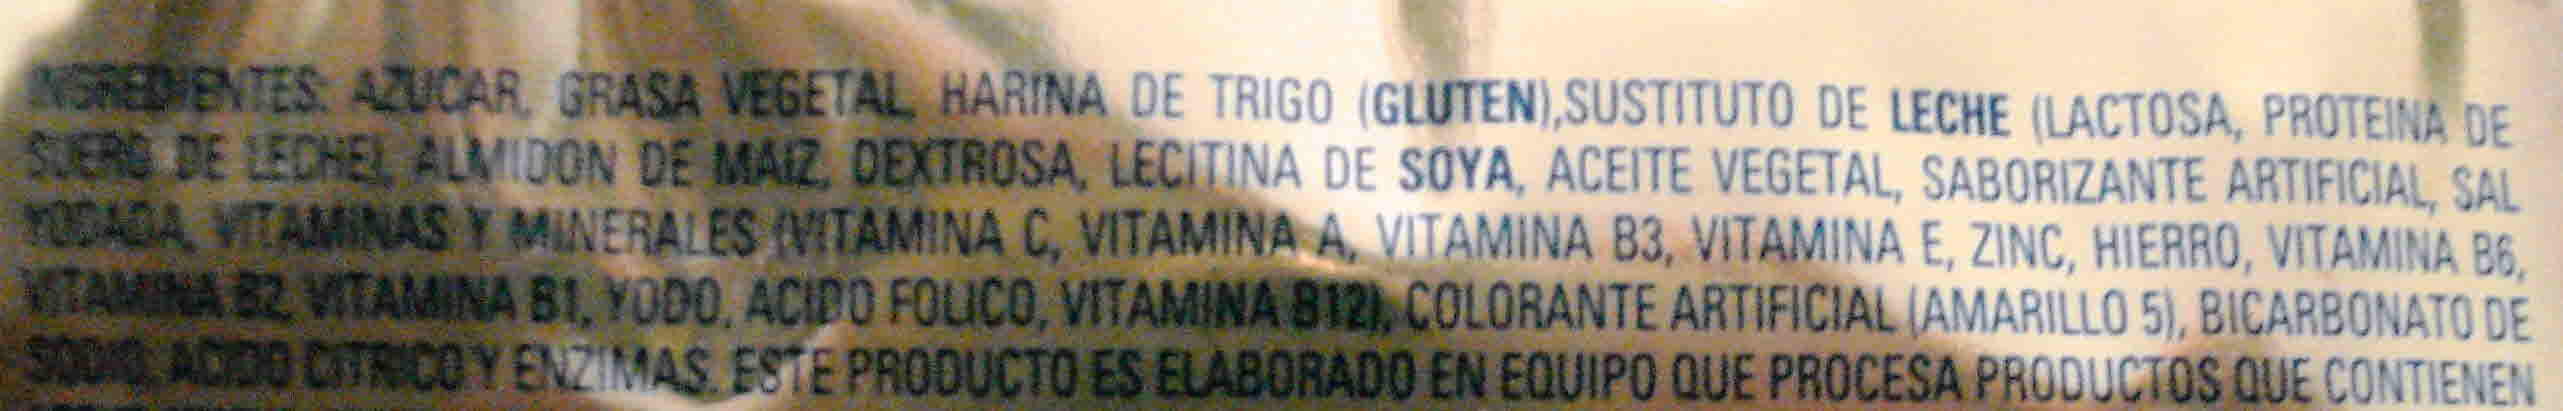 INGREDIENTES: AZUCAR, GRASA VEGETAL, HARINA DE TRIGO (GLUTEN),SUSTITUTO DE LECHE (LACTOSA, PROTEINA DE
SUERO DE LECHE), ALMIDON DE MAIZ, DEXTROSA, LECITINA DE SOYA, ACEITE VEGETAL, SABORIZANTE ARTIFICIAL, SAL
YODADA, VITAMINAS Y MINERALES (VITAMINA C, VITAMINA A, VITAMINA B3, VITAMINA E, ZINC, HIERRO, VITAMINA B6,
VITAMINA B2, VITAMINA B1, YODO, ACIDO FOLICO, VITAMINA B12), COLORANTE ARTIFICIAL (AMARILLO 5), BICARBONATO DE
SODIO, ACIDO CITRICO Y ENZIMAS. ESTE PRODUCTO ES ELABORADO EN EQUIPO QUE PROCESA PRODUCTOS QUE CONTIENEN